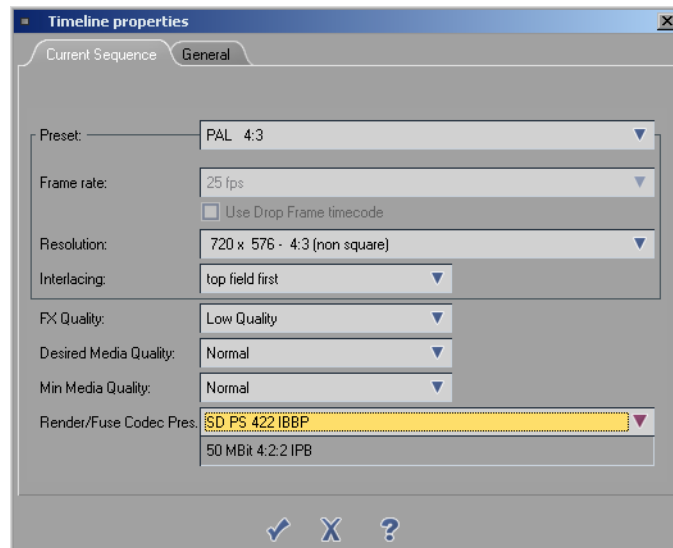 Timeline properties
Current Sequence General
Preset: PAL 4:3
Frame rate: 25 fps
Use Drop Frame timecode
Resolution: 720 x 576 - 4:3 (non square)
Interlacing: top field first
FX Quality: Low Quality
Desired Media Quality: Normal
Min Media Quality: Normal
Render/Fuse Codec Pres. SD PS 422 IBBP
50 MBit 4:2:2 IPB